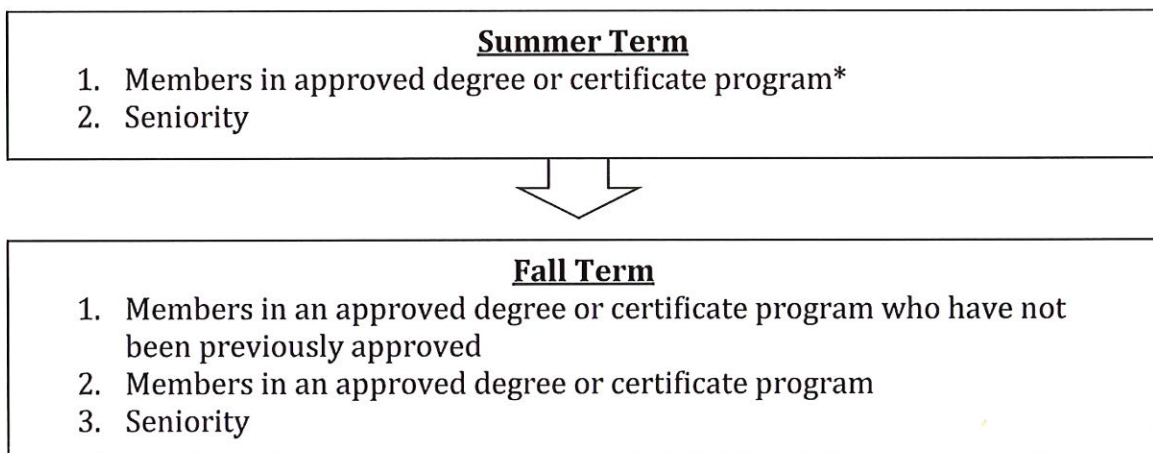 Summer Term
1. Members in approved degree or certificate program*
2. Seniority
Fall Term
1. Members in an approved degree or certificate program who have not
been previously approved
2. Members in an approved degree or certificate program
3. Seniority